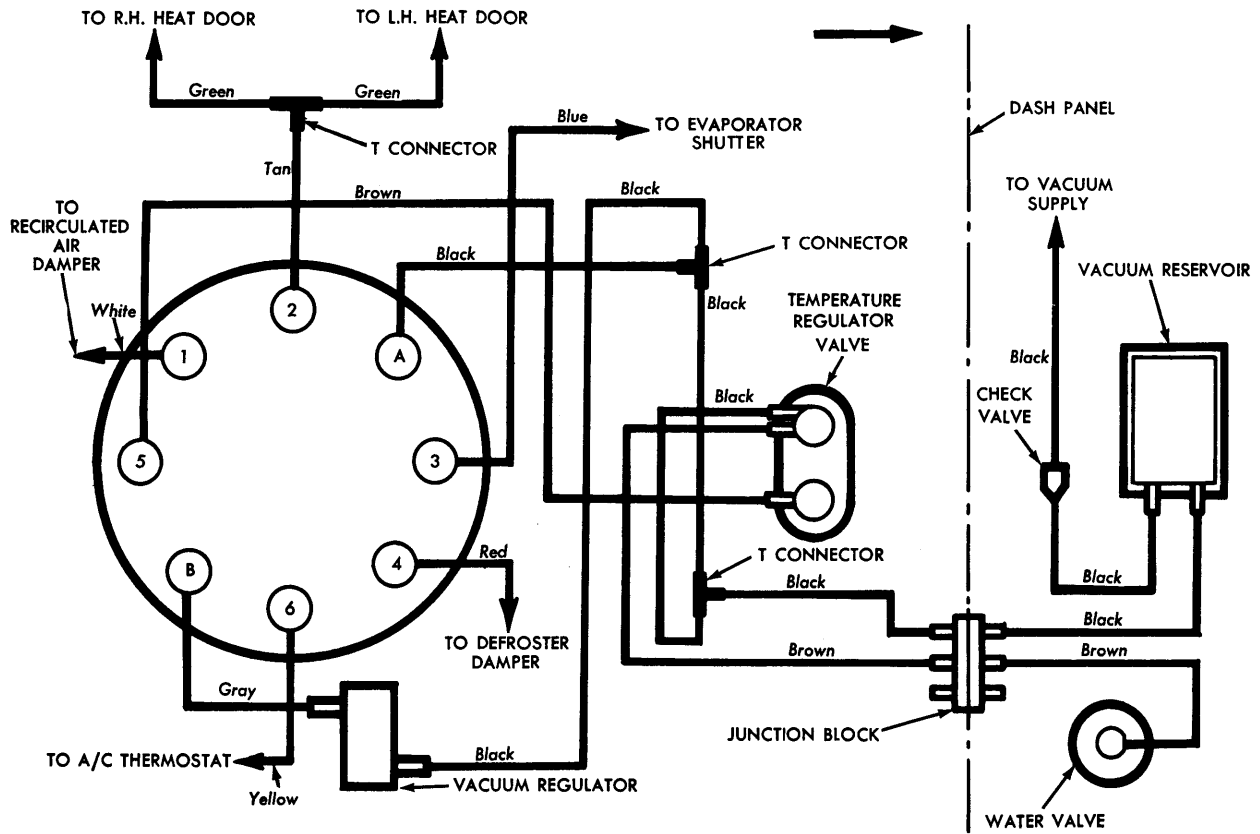 TO R.H. HEAT DOOR
TO L.H. HEAT DOOR
Green
Green
T CONNECTOR
Tan
Blue
TO EVAPORATOR
SHUTTER
DASH PANEL
Brown
Black
TO
RECIRCULATED
AIR
DAMPER
White
Black
T CONNECTOR
Black
TO VACUUM
SUPPLY
VACUUM RESERVOIR
TEMPERATURE
REGULATOR
VALVE
2
1
A
Black
Black
CHECK
VALVE
5
3
4
Red
B
6
T CONNECTOR
Black
Black
Black
TO DEFROSTER
DAMPER
Brown
Brown
Gray
JUNCTION BLOCK
TO A/C THERMOSTAT
Yellow
Black
VACUUM REGULATOR
WATER VALVE